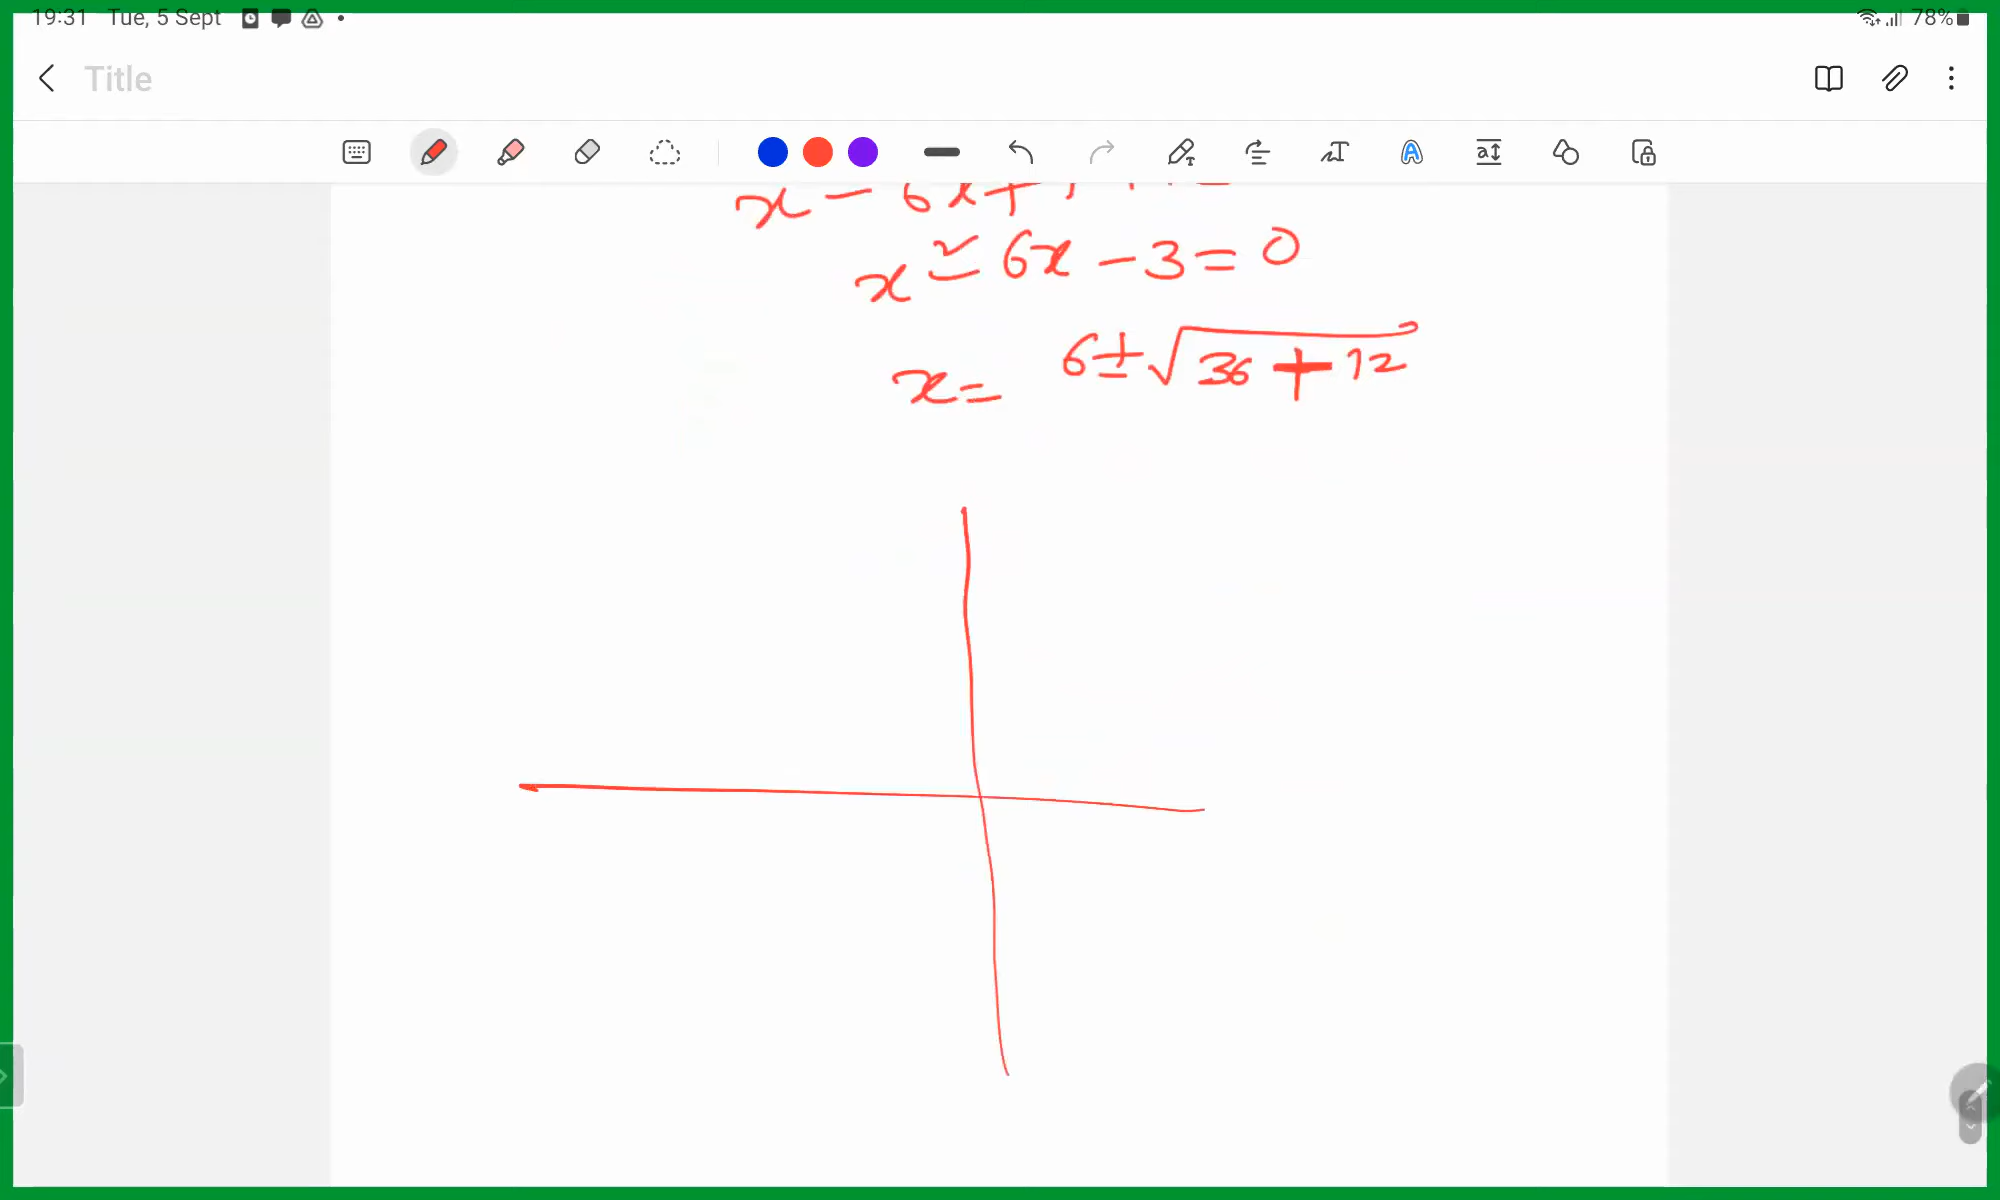 19:31 Tue, 5 Sept 78%
Title
x² - 6x - 3 = 0
x = 6 ± √36 + 12